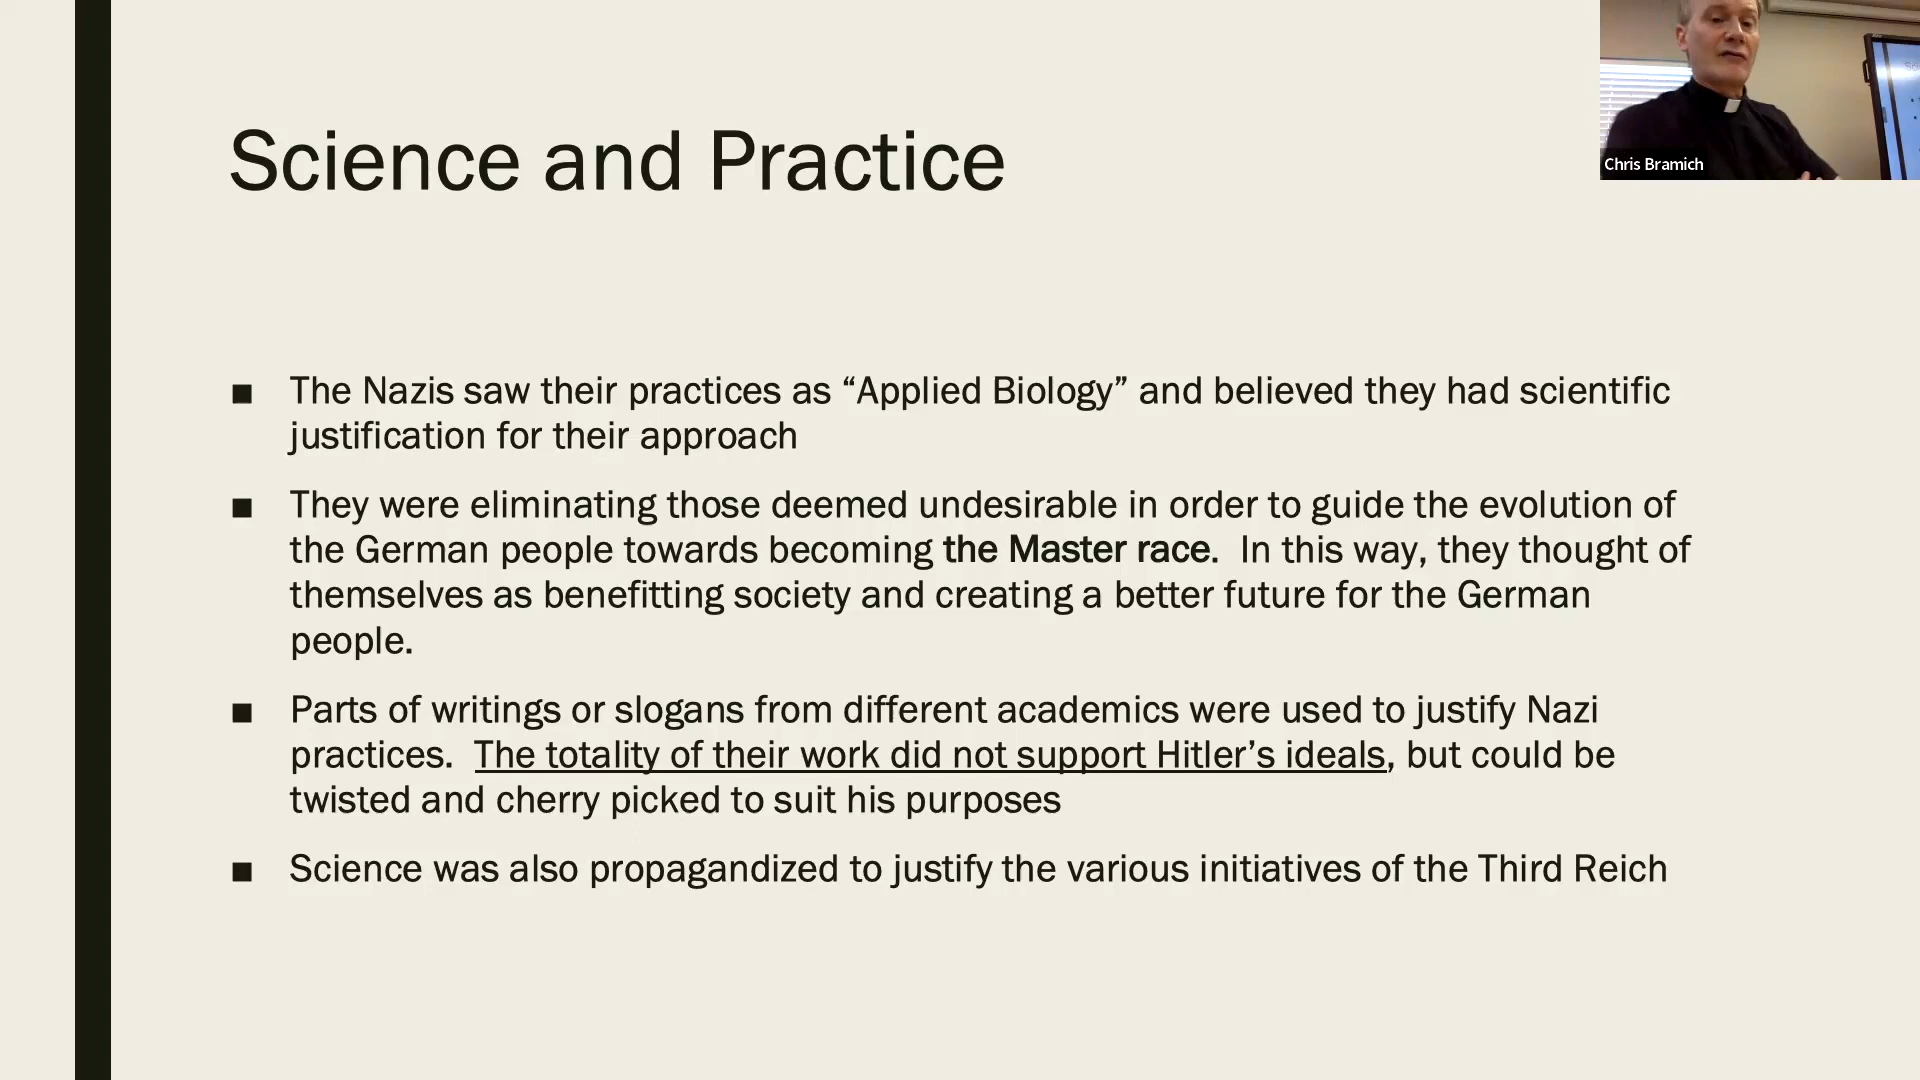 Science and Practice
Chris Bramich
■ The Nazis saw their practices as “Applied Biology” and believed they had scientific
justification for their approach
■ They were eliminating those deemed undesirable in order to guide the evolution of
the German people towards becoming the Master race. In this way, they thought of
themselves as benefitting society and creating a better future for the German
people.
■ Parts of writings or slogans from different academics were used to justify Nazi
practices. The totality of their work did not support Hitler’s ideals, but could be
twisted and cherry picked to suit his purposes
■ Science was also propagandized to justify the various initiatives of the Third Reich